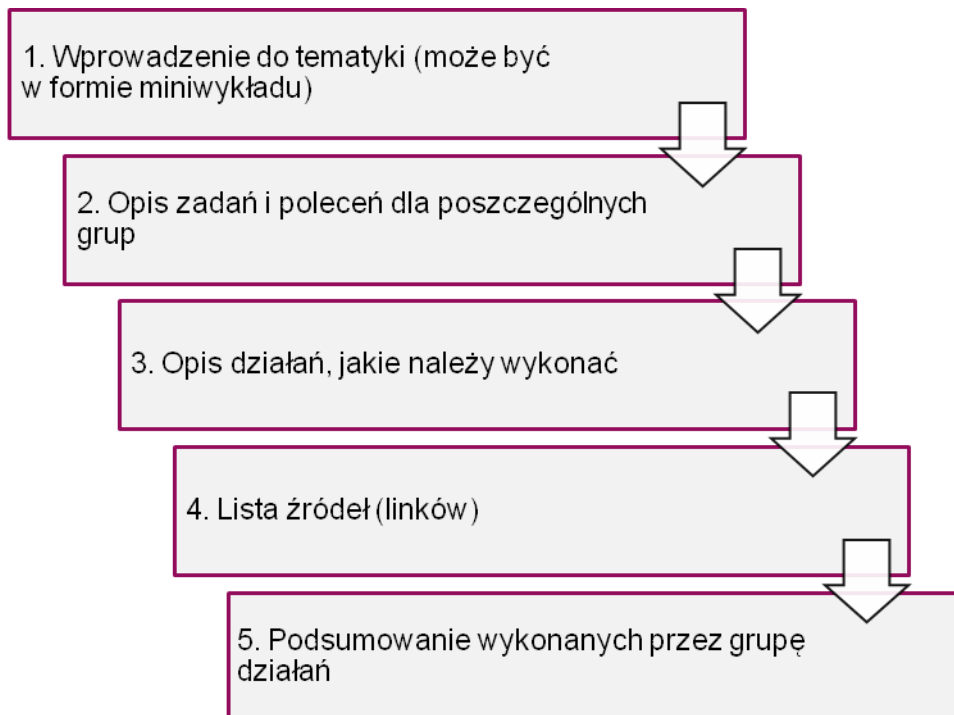 1. Wprowadzenie do tematyki (może być
w formie miniwykładu)
2. Opis zadań i poleceń dla poszczególnych
grup
3. Opis działań, jakie należy wykonać
4. Lista źródeł (linków)
5. Podsumowanie wykonanych przez grupę
działań